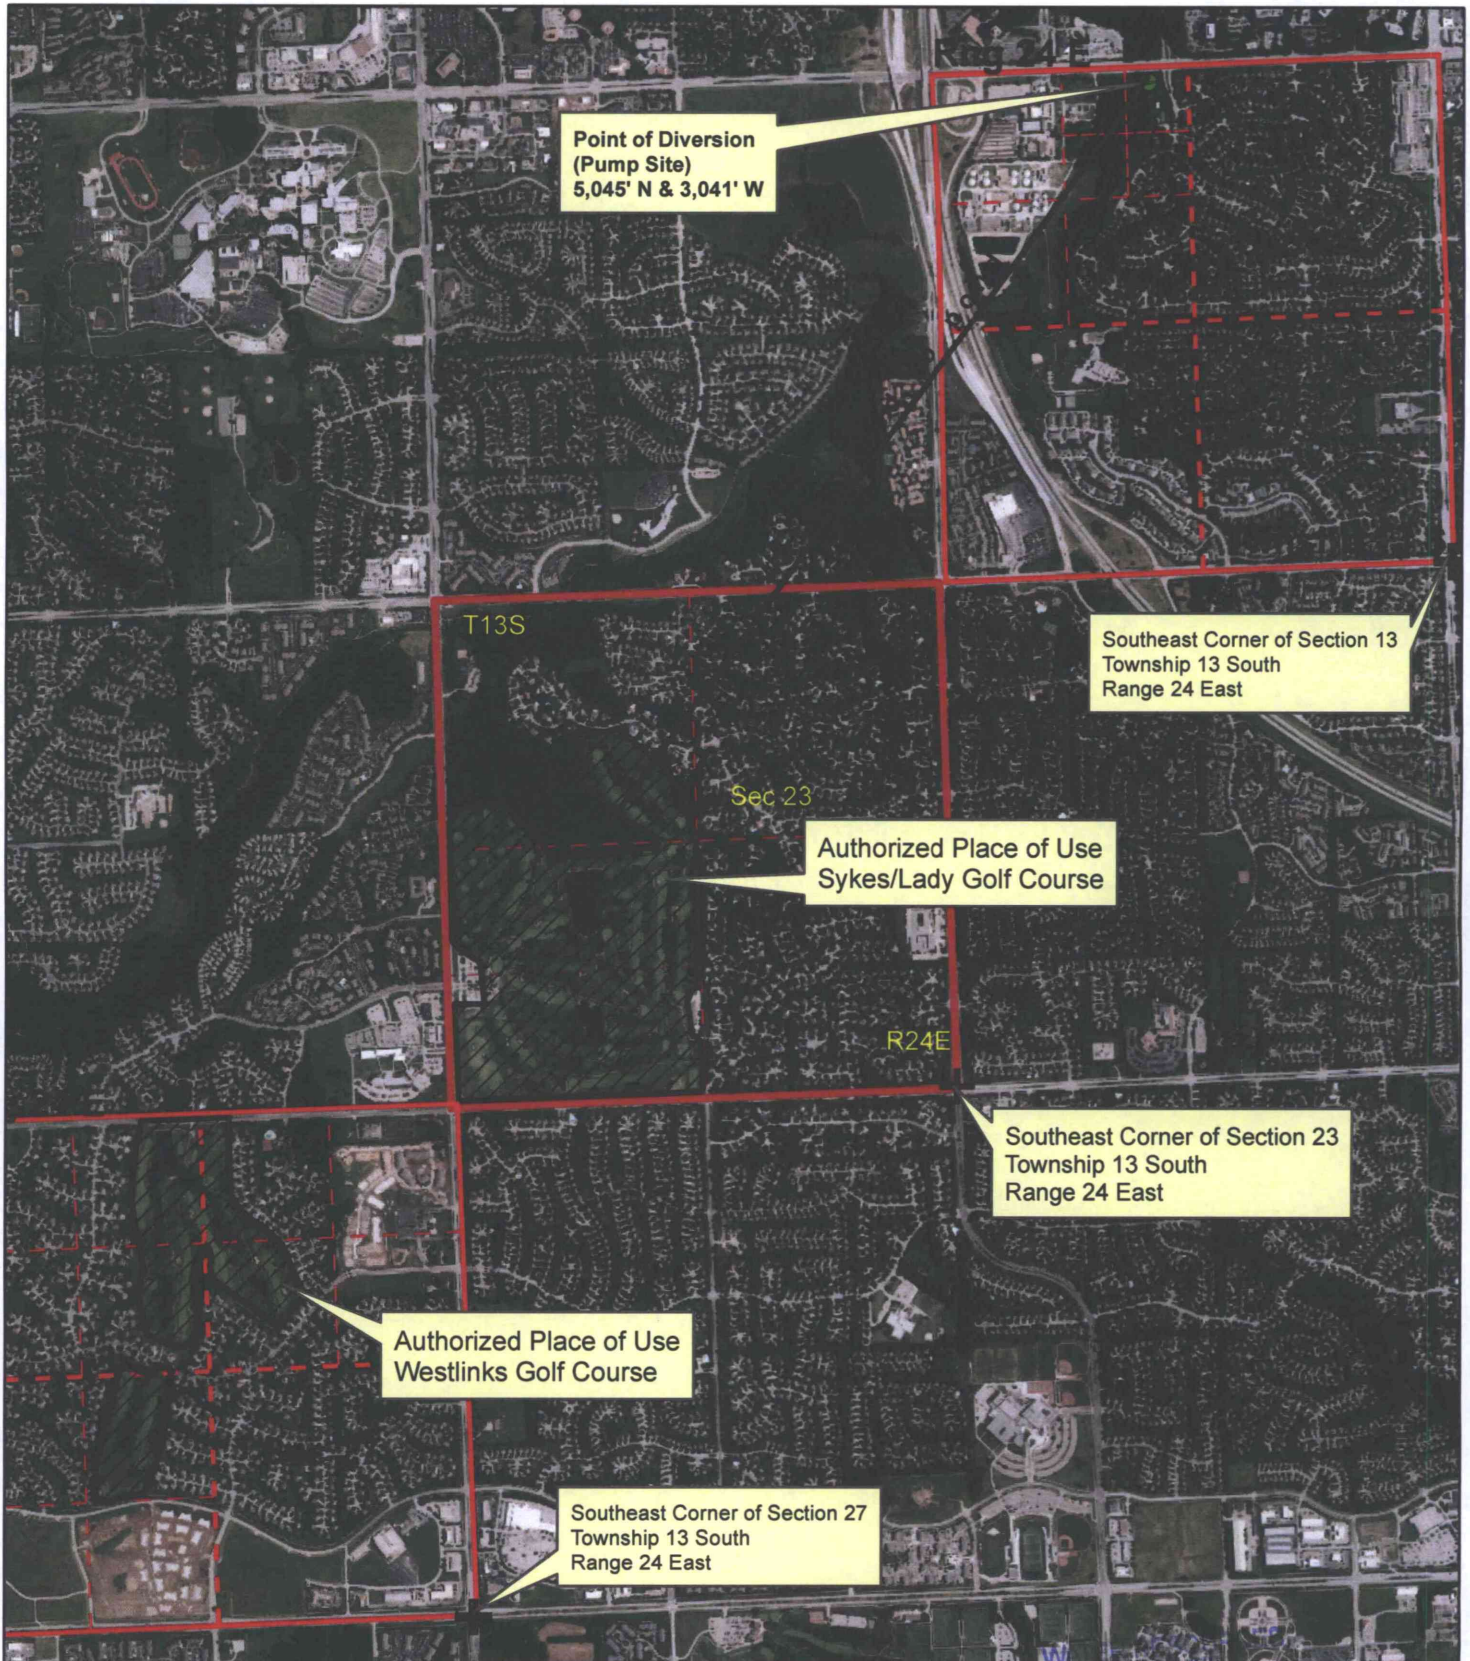 Point of Diversion
(Pump Site)
5,045' N & 3,041' W
T13S
Southeast Corner of Section 13
Township 13 South
Range 24 East
Sec 23
Authorized Place of Use
Sykes/Lady Golf Course
R24E
Southeast Corner of Section 23
Township 13 South
Range 24 East
Authorized Place of Use
Westlinks Golf Course
Southeast Corner of Section 27
Township 13 South
Range 24 East